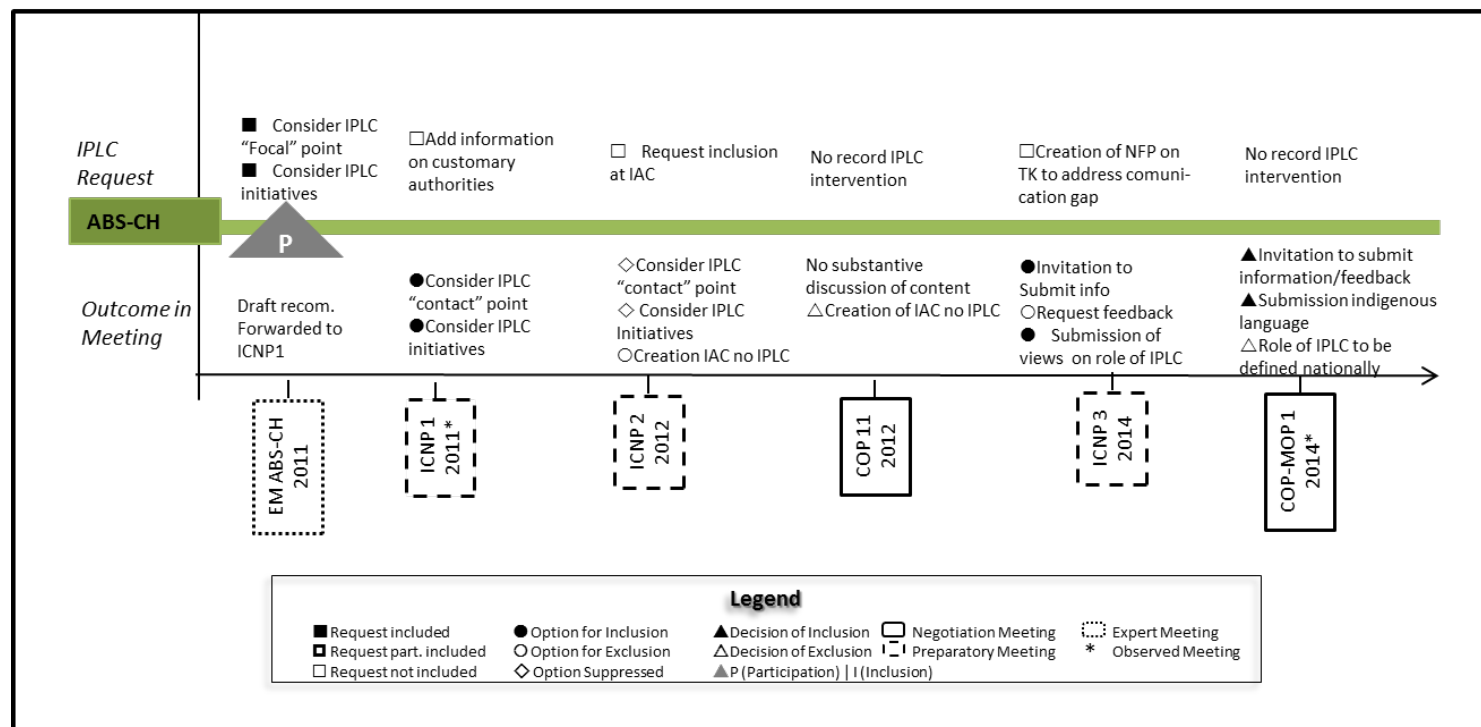 IPLC
Request
■ Consider IPLC
“Focal” point
■ Consider IPLC
initiatives
□Add information
on customary
authorities
□ Request inclusion
at IAC
No record IPLC
intervention
□Creation of NFP on
TK to address comuni-
cation gap
No record IPLC
intervention
ABS-CH
P
Outcome in
Meeting
Draft recom.
Forwarded to
ICNP1
●Consider IPLC
“contact” point
●Consider IPLC
initiatives
◇Consider IPLC
“contact” point
◇ Consider IPLC
Initiatives
○Creation IAC no IPLC
No substantive
discussion of content
△Creation of IAC no IPLC
●Invitation to
Submit info
○Request feedback
● Submission of
views on role of IPLC
▲Invitation to submit
information/feedback
▲Submission indigenous
language
△Role of IPLC to be
defined nationally
EM ABS-CH
2011
ICNP 1
2011*
ICNP 2
2012
COP 11
2012
ICNP 3
2014
COP-MOP 1
2014*
Legend
■ Request included
□ Request part. included
□ Request not included
● Option for Inclusion
○ Option for Exclusion
◇ Option Suppressed
▲Decision of Inclusion
△Decision of Exclusion
▲P (Participation) | I (Inclusion)
Negotiation Meeting
Preparatory Meeting
Expert Meeting
* Observed Meeting